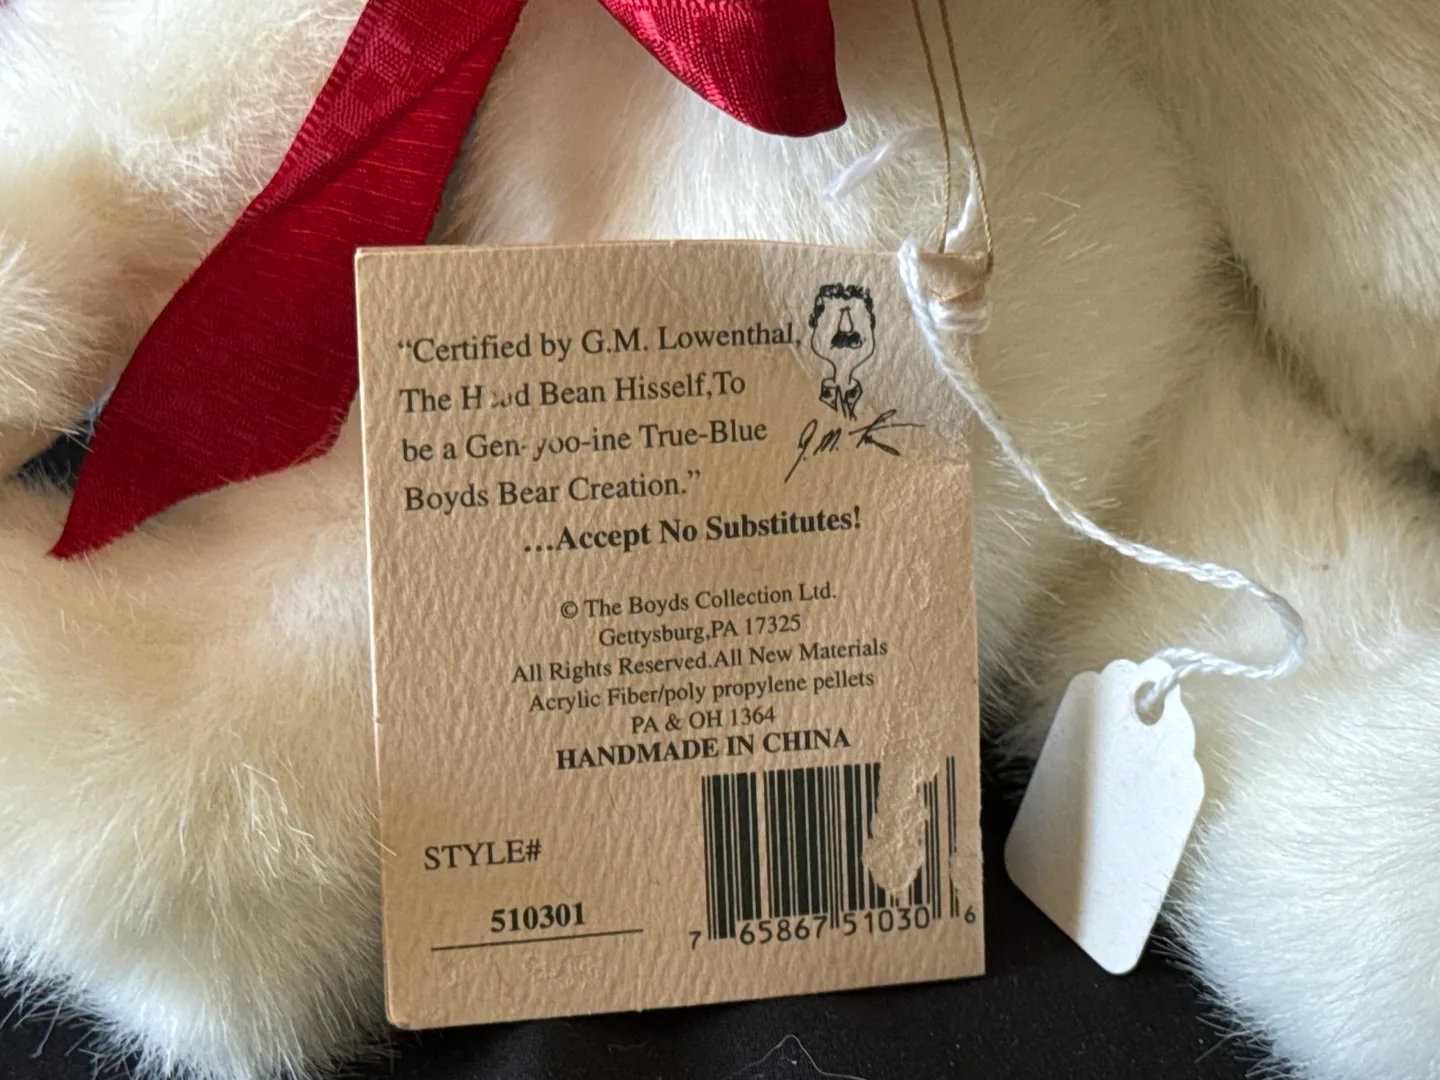 “Certified by G.M. Lowenthal,
The Bean Hisself,To
be a Gen-yoo-ine True-Blue
Boyds Bear Creation.”
...Accept No Substitutes!
© The Boyds Collection Ltd.
Gettysburg,PA 17325
All Rights Reserved.All New Materials
Acrylic Fiber/poly propylene pellets
PA & OH 1364
HANDMADE IN CHINA
STYLE#
510301
7 65867 51030 6